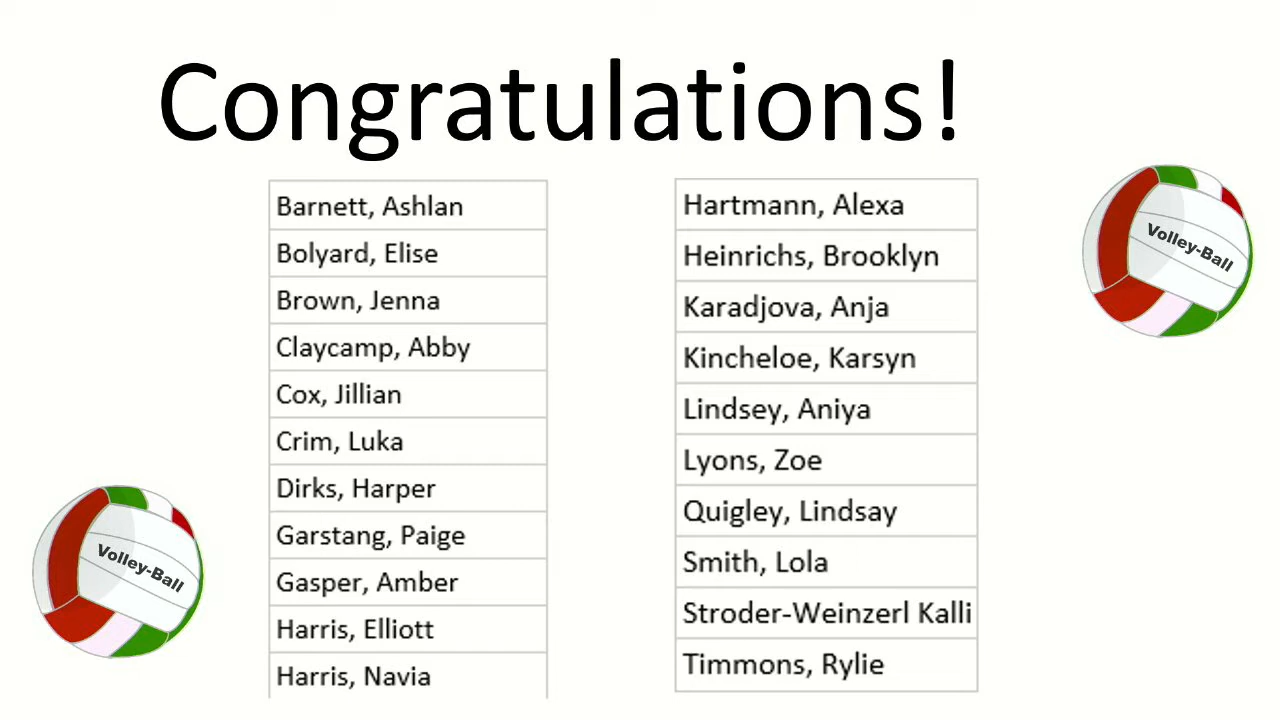 Congratulations!
Barnett, Ashlan
Bolyard, Elise
Brown, Jenna
Claycamp, Abby
Cox, Jillian
Crim, Luka
Dirks, Harper
Garstang, Paige
Gasper, Amber
Harris, Elliott
Harris, Navia
Hartmann, Alexa
Heinrichs, Brooklyn
Karadjova, Anja
Kincheloe, Karsyn
Lindsey, Aniya
Lyons, Zoe
Quigley, Lindsay
Smith, Lola
Stroder-Weinzerl Kalli
Timmons, Rylie
Volley-Ball
Volley-Ball